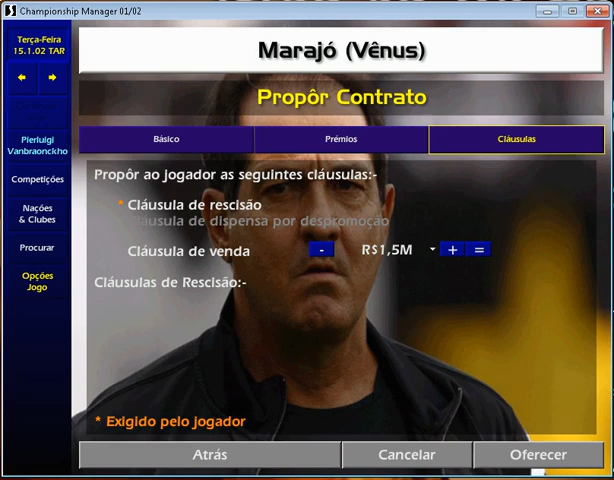 Championship Manager 01/02
Terça-Feira
15.1.02 TAR
Marajó (Vênus)
Propôr Contrato
Básico
Prémios
Cláusulas
Pierluigi
Vanbraonckho
Competições
Nações
& Clubes
Procurar
Opções
Jogo
Propôr ao jogador as seguintes cláusulas:-
* Cláusula de rescisão
Cláusula de dispensa por despromoção
Cláusula de venda - R$1,5M + =
Cláusulas de Rescisão:-
* Exigido pelo jogador
Atrás
Cancelar
Oferecer